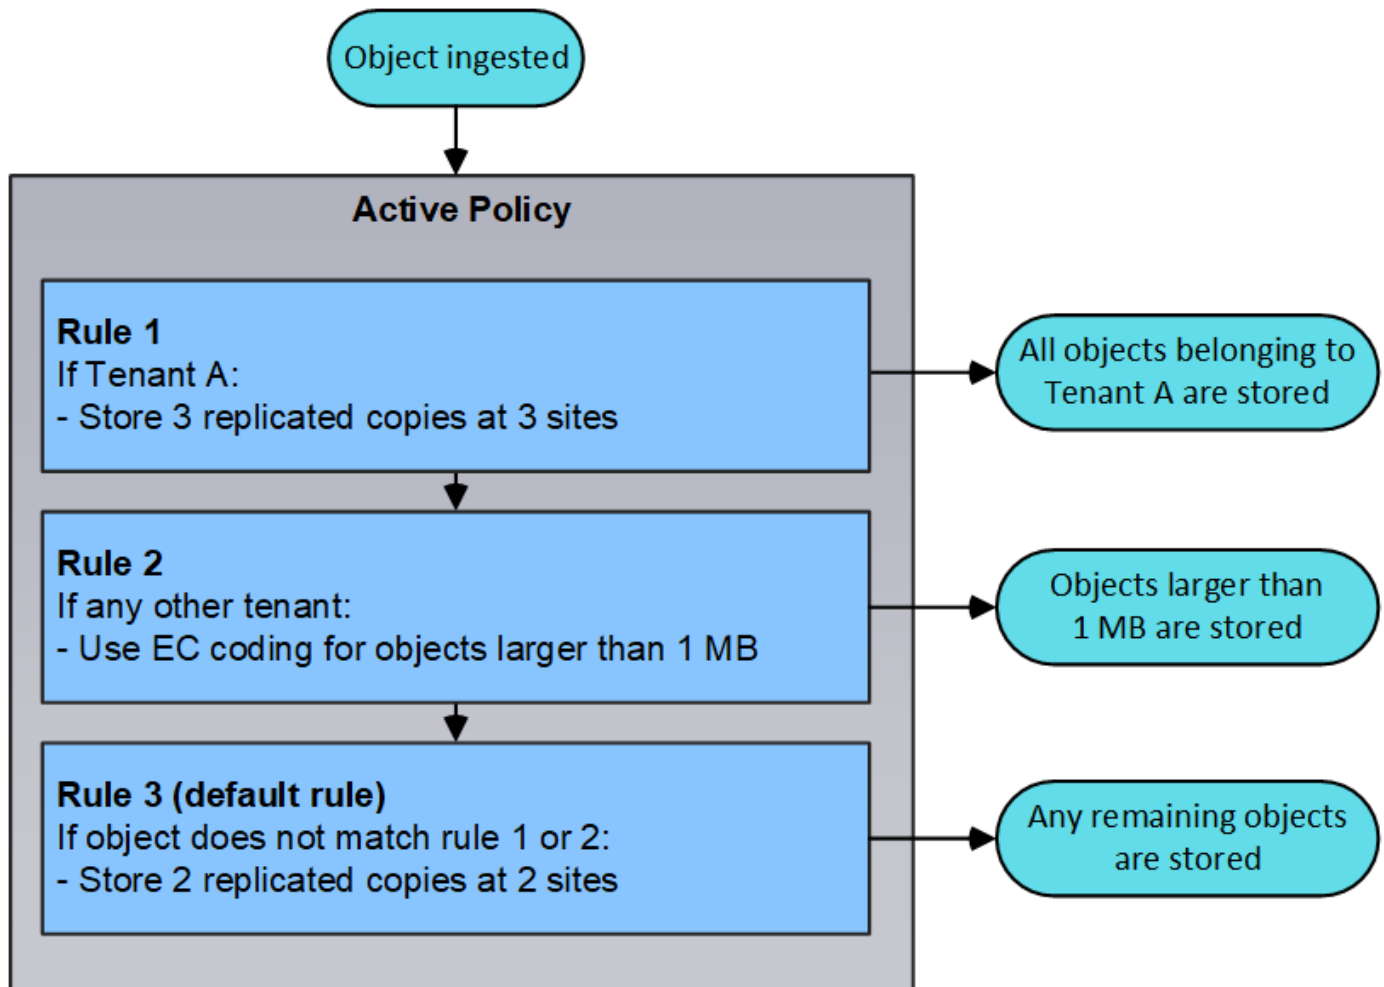 Object ingested
Active Policy
Rule 1
If Tenant A:
- Store 3 replicated copies at 3 sites
All objects belonging to
Tenant A are stored
Rule 2
If any other tenant:
- Use EC coding for objects larger than 1 MB
Objects larger than
1 MB are stored
Rule 3 (default rule)
If object does not match rule 1 or 2:
- Store 2 replicated copies at 2 sites
Any remaining objects
are stored